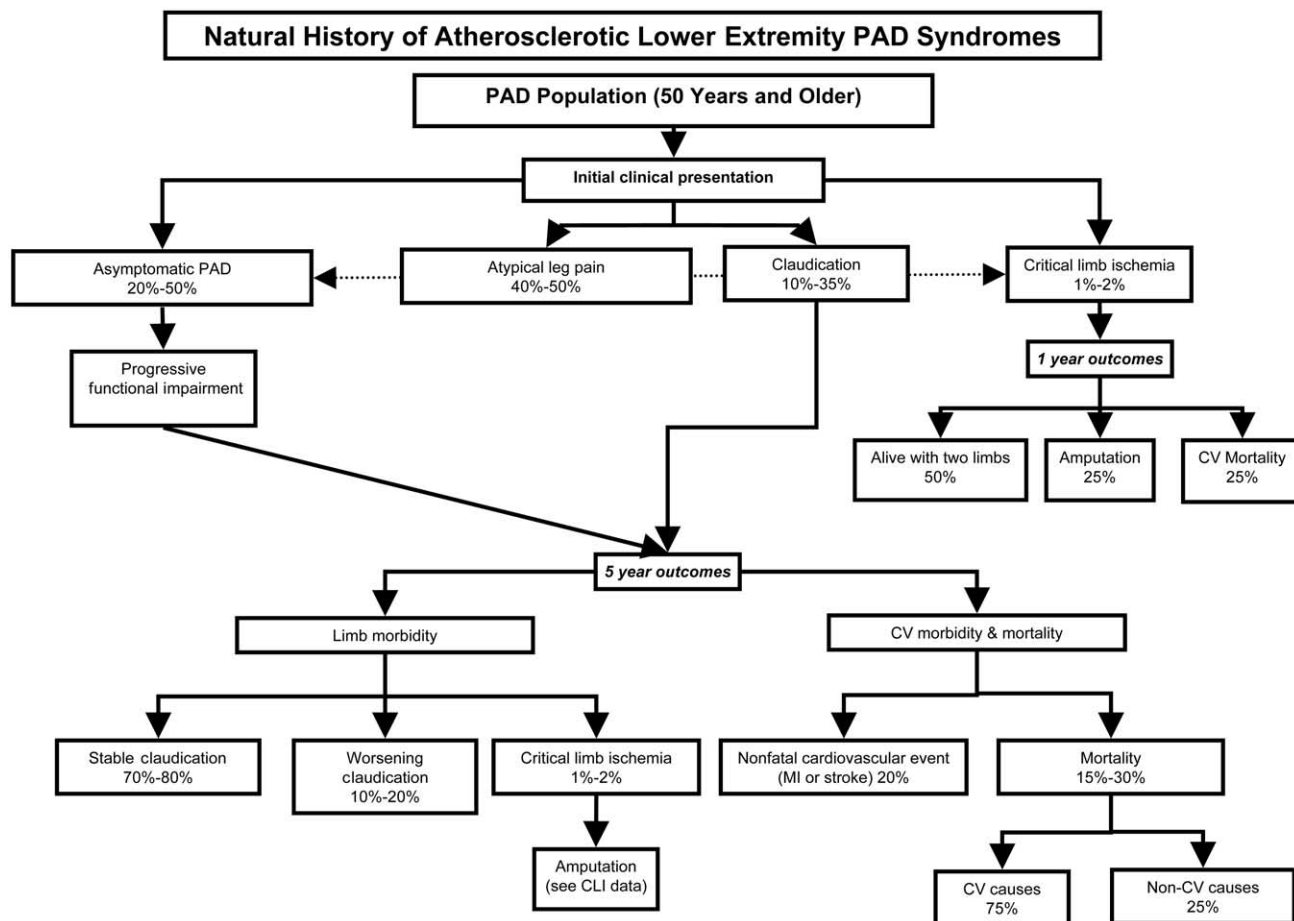 Natural History of Atherosclerotic Lower Extremity PAD Syndromes
PAD Population (50 Years and Older)
Initial clinical presentation
Asymptomatic PAD
20%-50%
Atypical leg pain
40%-50%
Claudication
10%-35%
Critical limb ischemia
1%-2%
Progressive
functional impairment
1 year outcomes
Alive with two limbs
50%
Amputation
25%
CV Mortality
25%
5 year outcomes
Limb morbidity
CV morbidity & mortality
Stable claudication
70%-80%
Worsening
claudication
10%-20%
Critical limb ischemia
1%-2%
Nonfatal cardiovascular event
(MI or stroke) 20%
Mortality
15%-30%
Amputation
(see CLI data)
CV causes
75%
Non-CV causes
25%